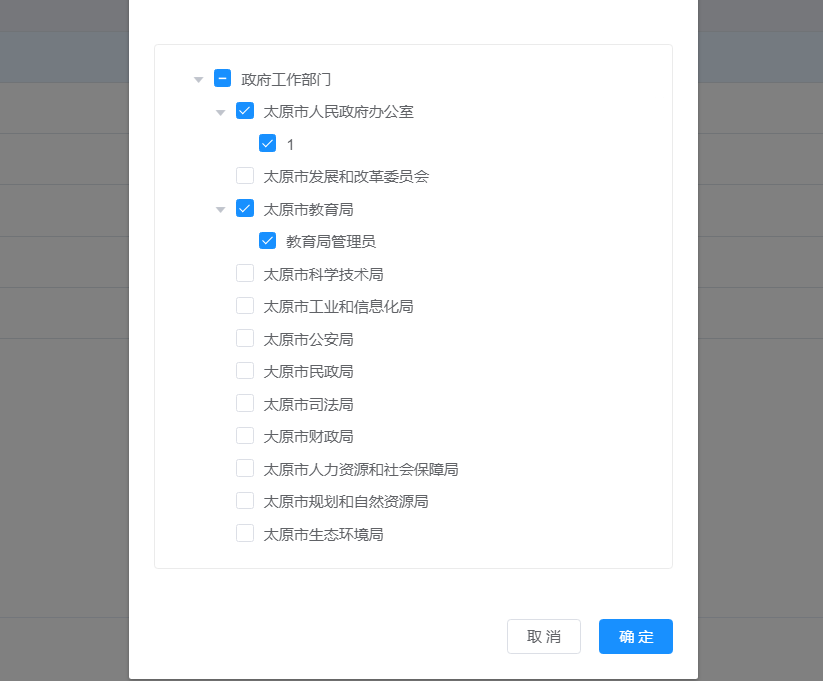 政府工作部门
太原市人民政府办公室
1
太原市发展和改革委员会
太原市教育局
教育局管理员
太原市科学技术局
太原市工业和信息化局
太原市公安局
太原市民政局
太原市司法局
太原市财政局
太原市人力资源和社会保障局
太原市规划和自然资源局
太原市生态环境局
取消 确定